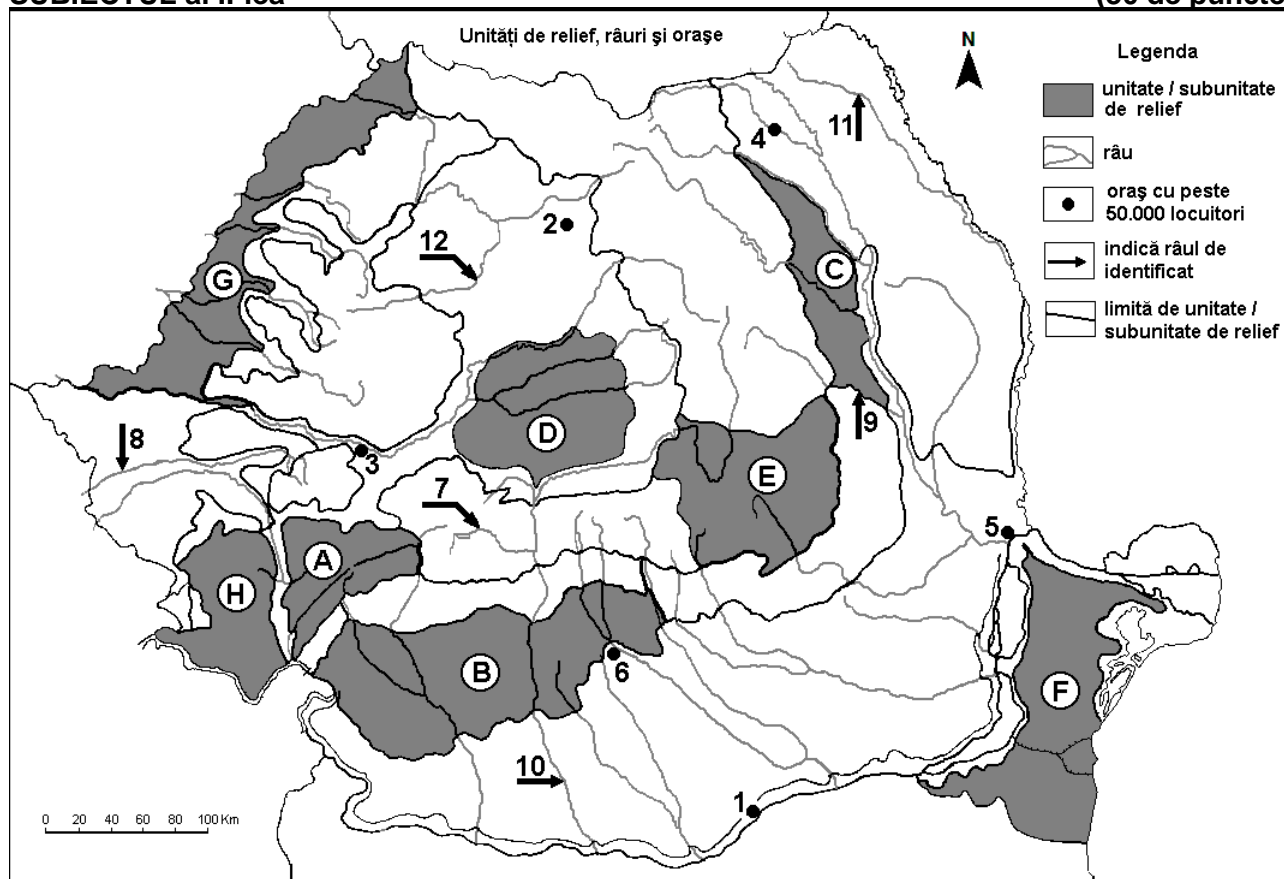 Unități de relief, râuri și orașe
N
Legenda
unitate / subunitate
de relief
râu
oraș cu peste
50.000 locuitori
indică râul de
identificat
limită de unitate /
subunitate de relief
11
4
2
12
C
G
D
9
8
3
E
7
5
A
H
B
6
F
10
1
0 20 40 60 80 100 Km